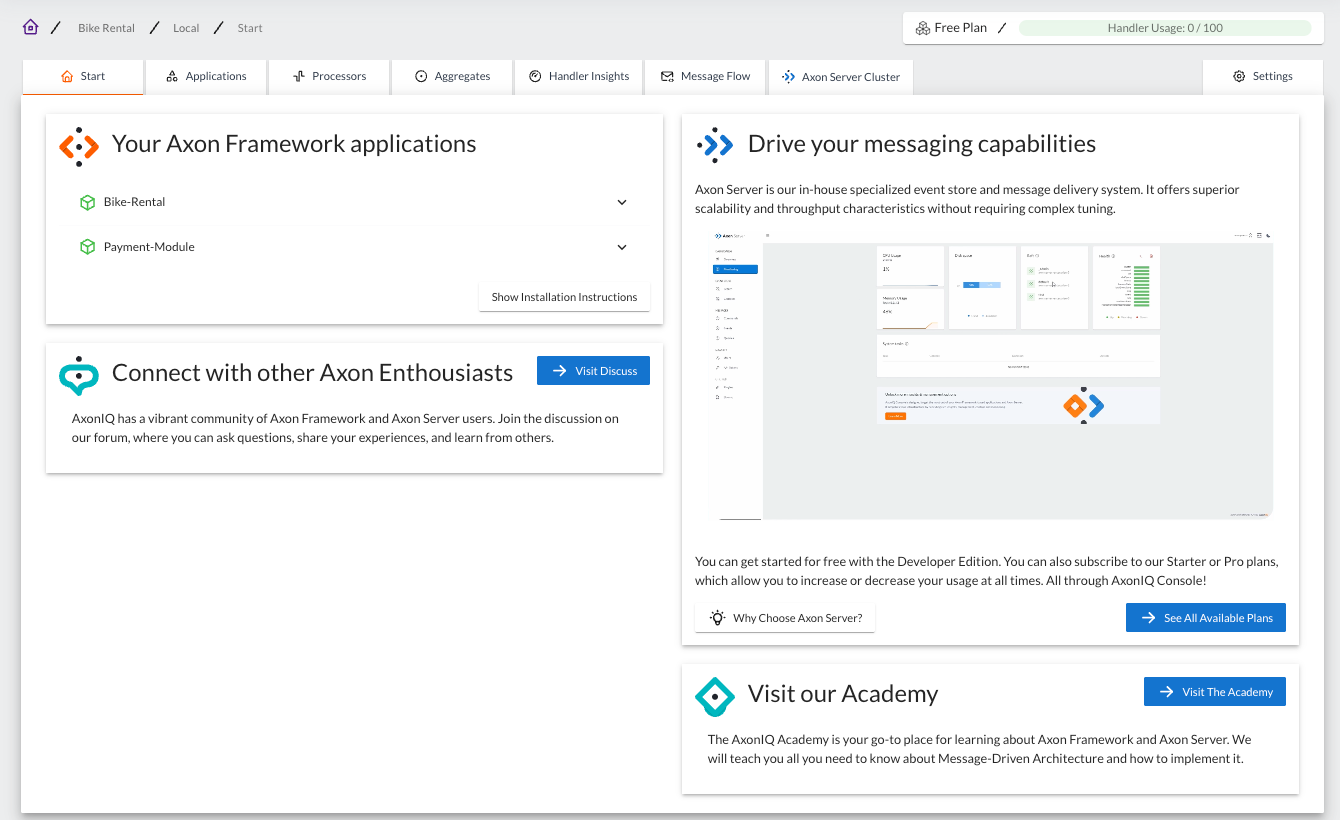 Bike Rental / Local / Start
Free Plan / Handler Usage: 0 / 100
Start
Applications
Processors
Aggregates
Handler Insights
Message Flow
Axon Server Cluster
Settings
Your Axon Framework applications
Bike-Rental
Payment-Module
Show Installation Instructions
Connect with other Axon Enthousiasts
Visit Discuss
AxonIQ has a vibrant community of Axon Framework and Axon Server users. Join the discussion on
our forum, where you can ask questions, share your experiences, and learn from others.
Drive your messaging capabilities
Axon Server is our in-house specialized event store and message delivery system. It offers superior
scalability and throughput characteristics without requiring complex tuning.
Axon Server
CPU Usage
1%
Disk usage
Memory Usage
You can get started for free with the Developer Edition. You can also subscribe to our Starter or Pro plans,
which allow you to increase or decrease your usage at all times. All through AxonIQ Console!
Why Choose Axon Server?
See All Available Plans
Visit our Academy
Visit The Academy
The AxonIQ Academy is your go-to place for learning about Axon Framework and Axon Server. We
will teach you all you need to know about Message-Driven Architecture and how to implement it.